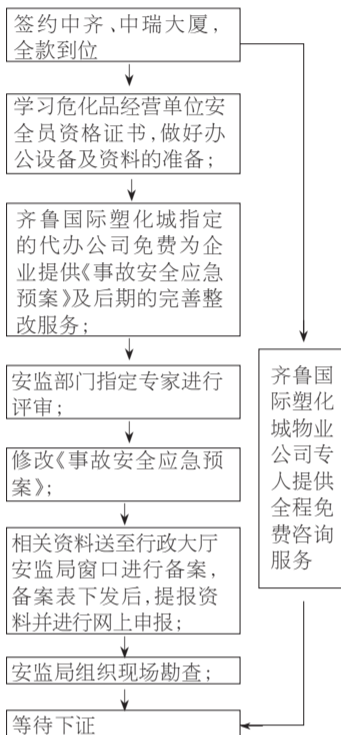 签约中齐、中瑞大厦，
全款到位
学习危化品经营单位安
全员资格证书，做好办
公设备及资料的准备；
齐鲁国际塑化城指定
的代办公司免费为企
业提供《事故安全应急
预案》及后期的完善整
改服务；
安监部门指定专家进行
评审；
修改《事故安全应急预
案》；
相关资料送至行政大厅
安监局窗口进行备案，
备案表下发后，提报资
料并进行网上申报；
安监局组织现场勘查；
等待下证
齐鲁国
际塑化
城物业
公司专
人提供
全程免
费咨询
服务